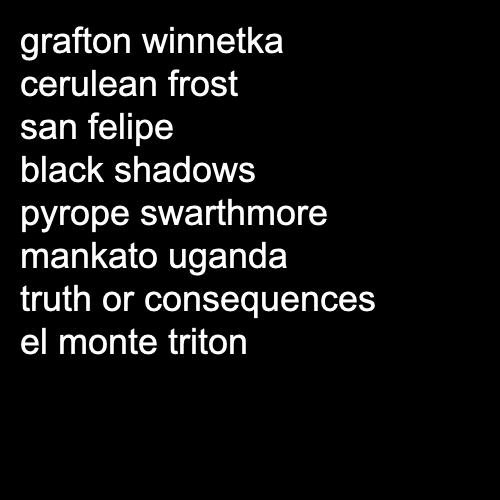 grafton winnetka
cerulean frost
san felipe
black shadows
pyrope swarthmore
mankato uganda
truth or consequences
el monte triton